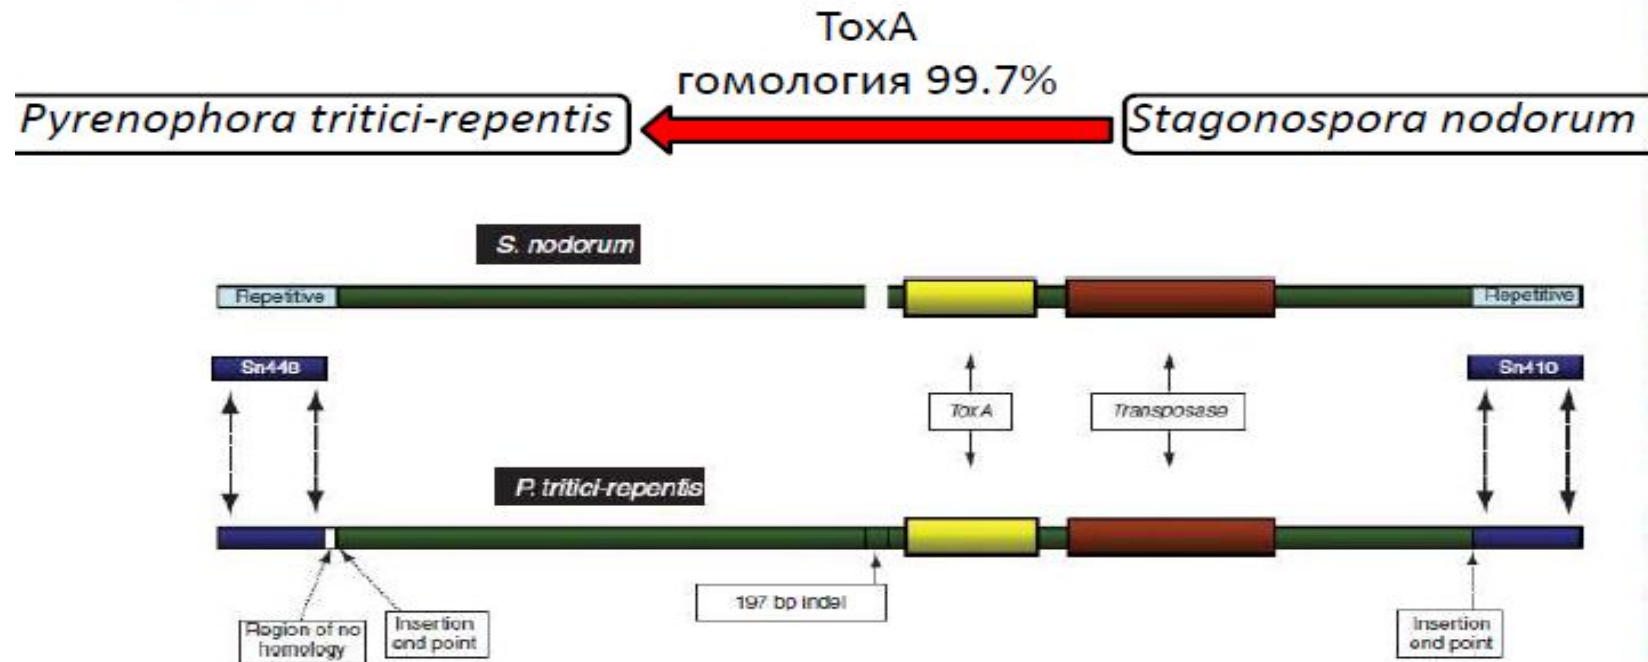 ToxA
гомология 99.7%
Pyrenophora tritici-repentis
Stagonospora nodorum
S. nodorum
Repetitive
Repetitive
Sn448
Sn410
ToxA
Transposase
P. tritici-repentis
197 bp indel
Region of no
homology
Insertion
end point
Insertion
end point